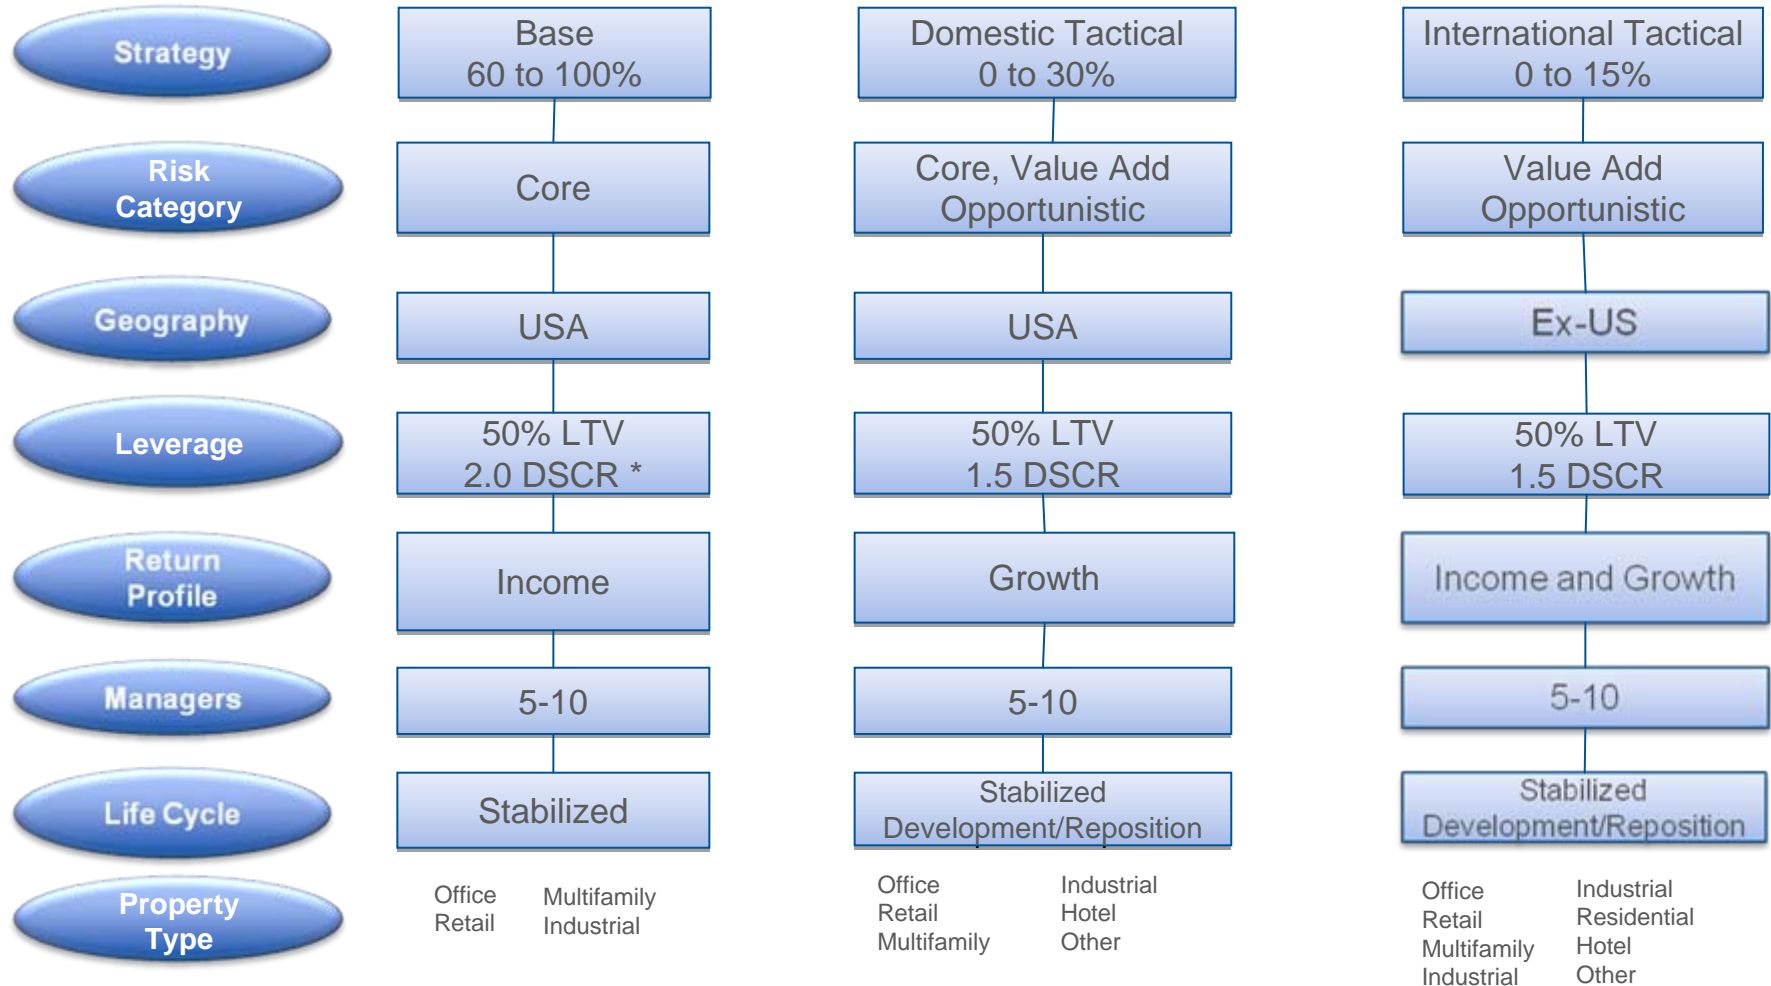 Strategy
Base
60 to 100%
Domestic Tactical
0 to 30%
International Tactical
0 to 15%
Risk
Category
Core
Core, Value Add
Opportunistic
Value Add
Opportunistic
Geography
USA
USA
Ex-US
Leverage
50% LTV
2.0 DSCR *
50% LTV
1.5 DSCR
50% LTV
1.5 DSCR
Return
Profile
Income
Growth
Income and Growth
Managers
5-10
5-10
5-10
Life Cycle
Stabilized
Stabilized
Development/Reposition
Stabilized
Development/Reposition
Property
Type
Office
Retail
Multifamily
Industrial
Office
Retail
Multifamily
Industrial
Hotel
Other
Office
Retail
Multifamily
Industrial
Industrial
Residential
Hotel
Other